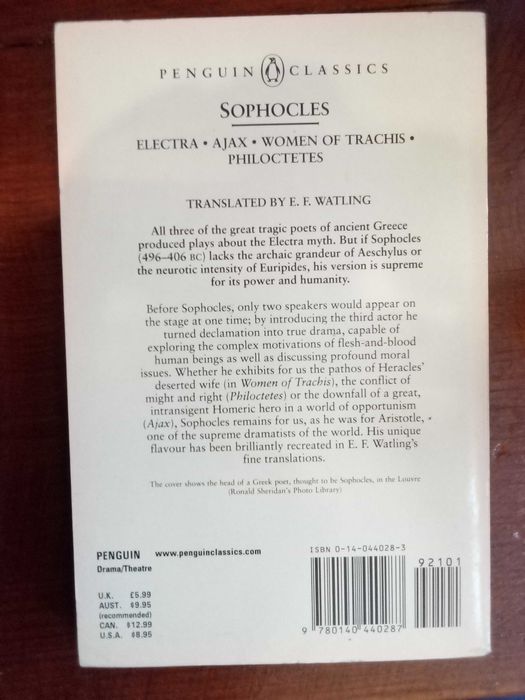 PENGUIN CLASSICS
SOPHOCLES
ELECTRA • AJAX • WOMEN OF TRACHIS •
PHILOCTETES
TRANSLATED BY E. F. WATLING
All three of the great tragic poets of ancient Greece
produced plays about the Electra myth. But if Sophocles
(496–406 BC) lacks the archaic grandeur of Aeschylus or
the neurotic intensity of Euripides, his version is supreme
for its power and humanity.
Before Sophocles, only two speakers would appear on
the stage at one time; by introducing the third actor he
turned declamation into true drama, capable of
exploring the complex motivations of flesh-and-blood
human beings as well as discussing profound moral
issues. Whether he exhibits for us the pathos of Heracles'
deserted wife (in Women of Trachis), the conflict of
might and right (Philoctetes) or the downfall of a great,
intransigent Homeric hero in a world of opportunism
(Ajax), Sophocles remains for us, as he was for Aristotle,
one of the supreme dramatists of the world. His unique
flavour has been brilliantly recreated in E. F. Watling's
fine translations.
The cover shows the head of a Greek poet, thought to be Sophocles, in the Louvre
(Ronald Sheridan's Photo Library)
PENGUIN www.penguinclassics.com
Drama/Theatre
U.K. £5.99
AUST. $9.95
(recommended)
CAN. $12.99
U.S.A. $8.95
ISBN 0-14-044028-3
92101
9 780140 440287